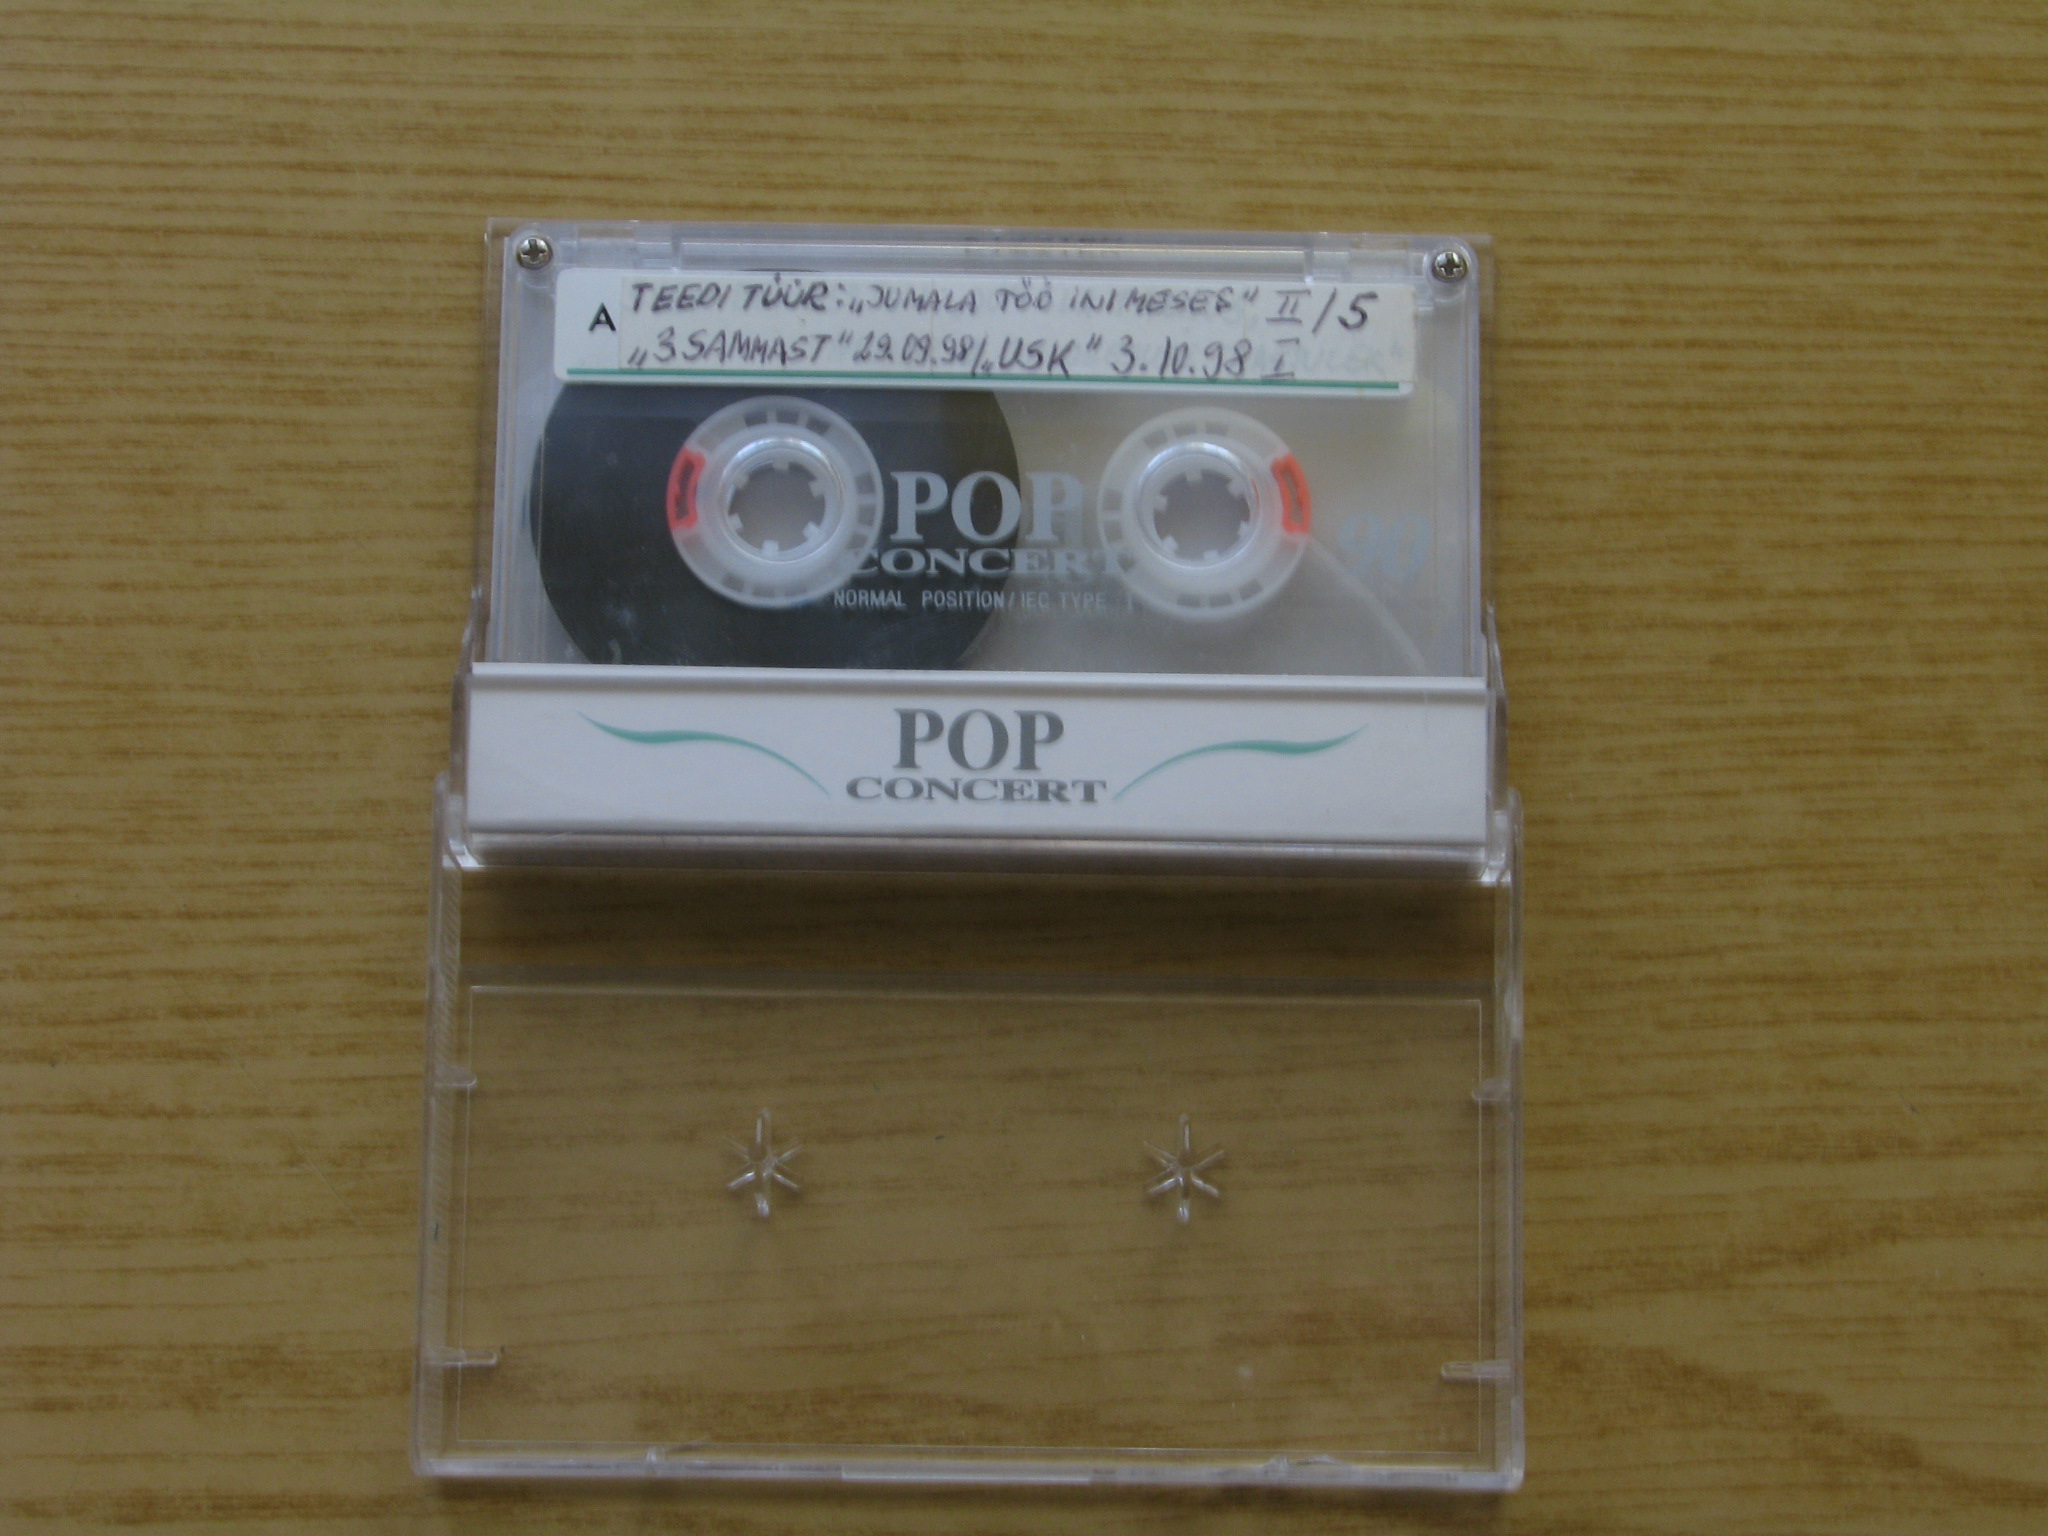 A TEEDI TÜÜR: „JUMALA TÖÖ INIMESES“ II/5
„3 SAMMAST“ 29.09.98/„USK“ 3.10.98 I
POP
CONCERT
90
NORMAL POSITION/IEC TYPE I
POP
CONCERT